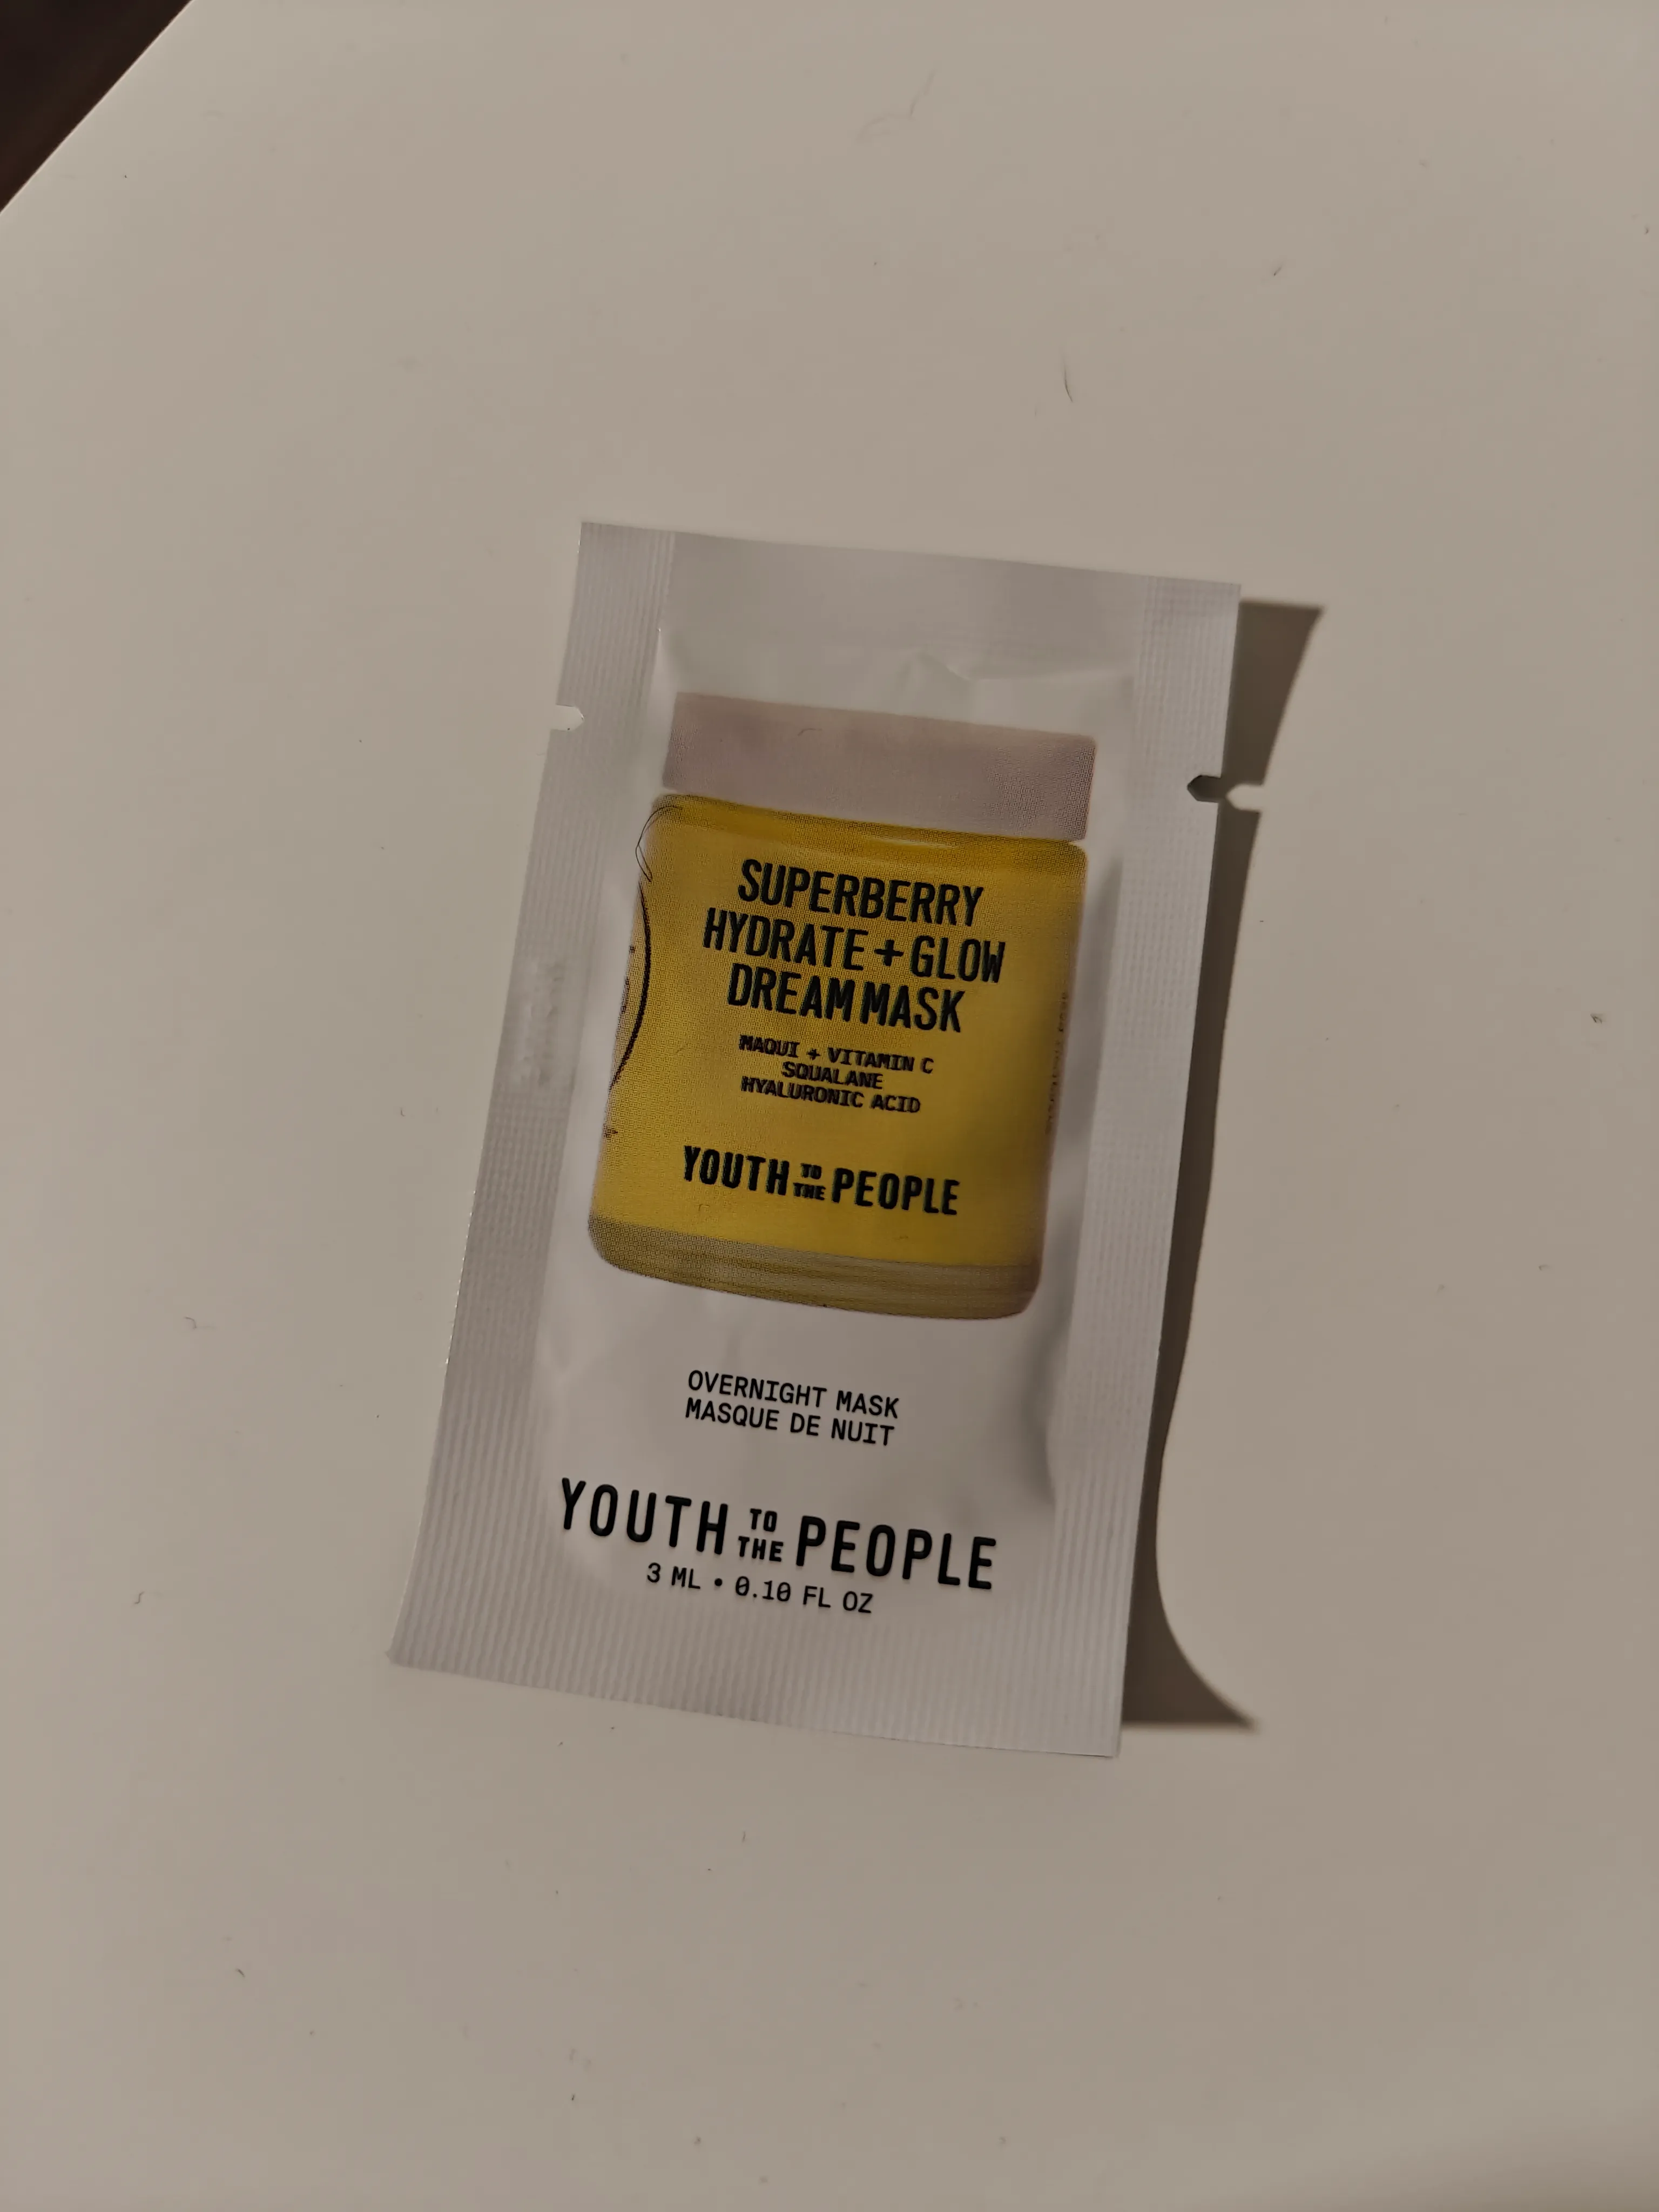 SUPERBERRY
HYDRATE + GLOW
DREAM MASK
MAQUI + VITAMIN C
SQUALANE
HYALURONIC ACID
YOUTH TO THE PEOPLE
OVERNIGHT MASK
MASQUE DE NUIT
YOUTH TO THE PEOPLE
3 ML • 0.10 FL OZ